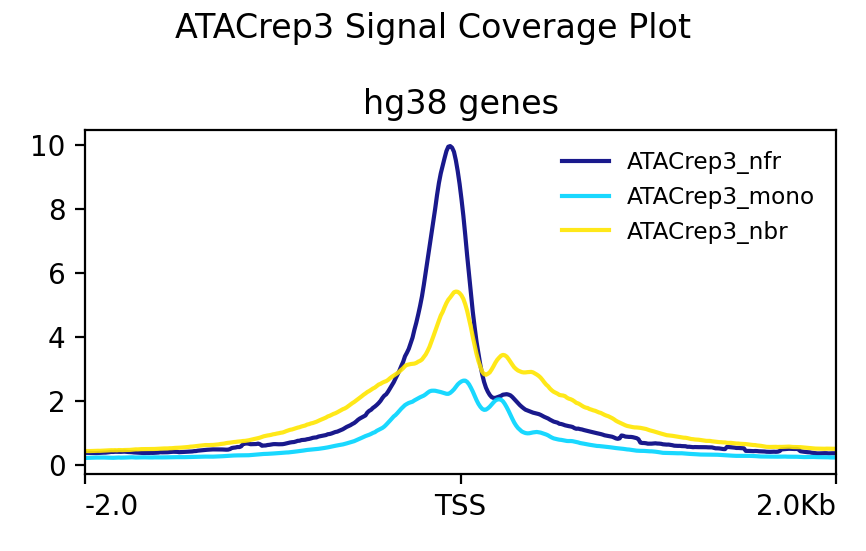 ATACrep3 Signal Coverage Plot
hg38 genes
10
8
6
4
2
0
ATACrep3_nfr
ATACrep3_mono
ATACrep3_nbr
-2.0
TSS
2.0Kb